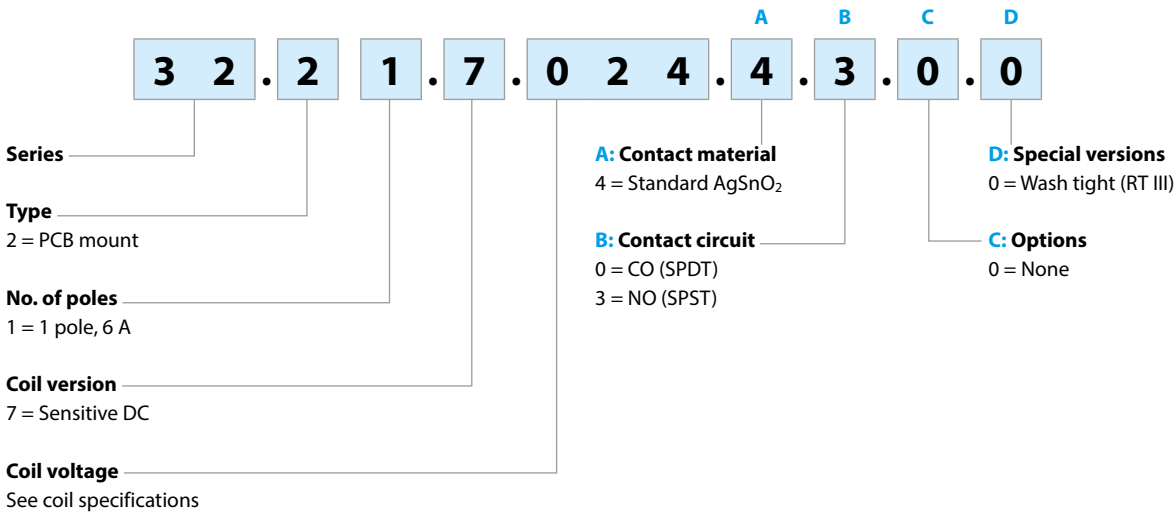 A B C D
3 2 . 2 1 . 7 . 0 2 4 . 4 . 3 . 0 . 0
Series
Type
2 = PCB mount
No. of poles
1 = 1 pole, 6 A
Coil version
7 = Sensitive DC
Coil voltage
See coil specifications
A: Contact material
4 = Standard AgSnO₂
B: Contact circuit
0 = CO (SPDT)
3 = NO (SPST)
D: Special versions
0 = Wash tight (RT III)
C: Options
0 = None